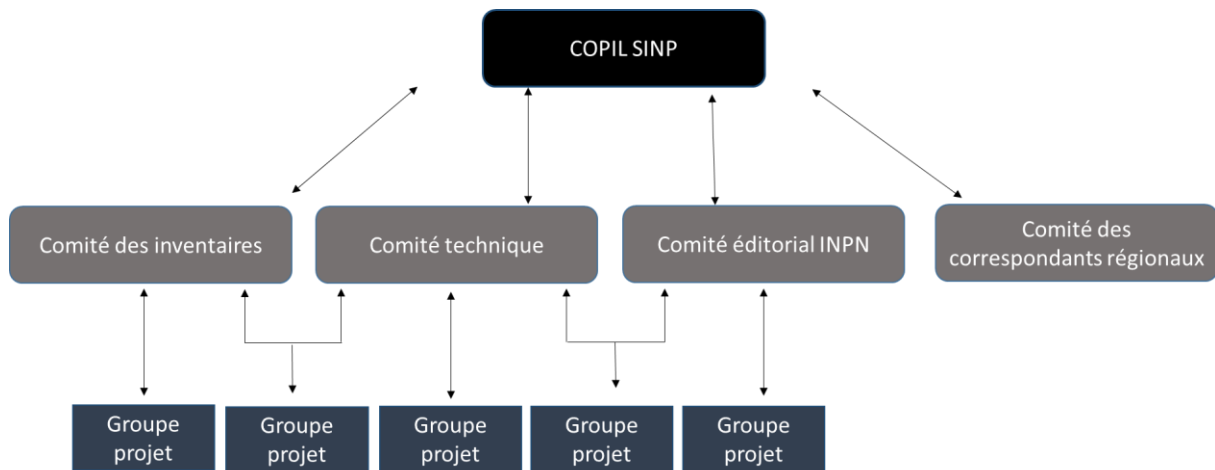 COPIL SINP
Comité des inventaires
Comité technique
Comité éditorial INPN
Comité des
correspondants régionaux
Groupe
projet
Groupe
projet
Groupe
projet
Groupe
projet
Groupe
projet